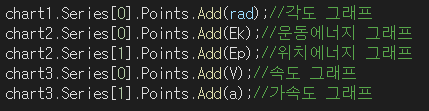 chart1.Series[0].Points.Add(rad);//각도 그래프
chart2.Series[0].Points.Add(Ek);//운동에너지 그래프
chart2.Series[1].Points.Add(Ep);//위치에너지 그래프
chart3.Series[0].Points.Add(V);//속도 그래프
chart3.Series[1].Points.Add(a);//가속도 그래프